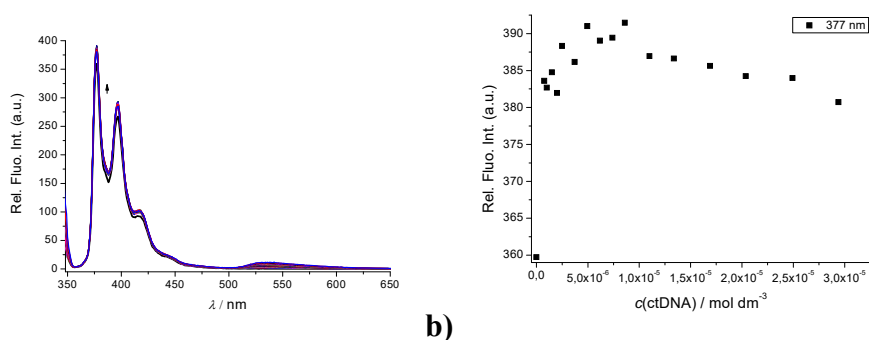 400
350
300
250
200
150
100
50
0
Rel. Fluo. Int. (a.u.)
350 400 450 500 550 600 650
λ / nm
b)
377 nm
390
385
380
375
370
365
360
Rel. Fluo. Int. (a.u.)
0,0 5,0x10⁻⁶ 1,0x10⁻⁵ 1,5x10⁻⁵ 2,0x10⁻⁵ 2,5x10⁻⁵ 3,0x10⁻⁵
c(ctDNA) / mol dm⁻³